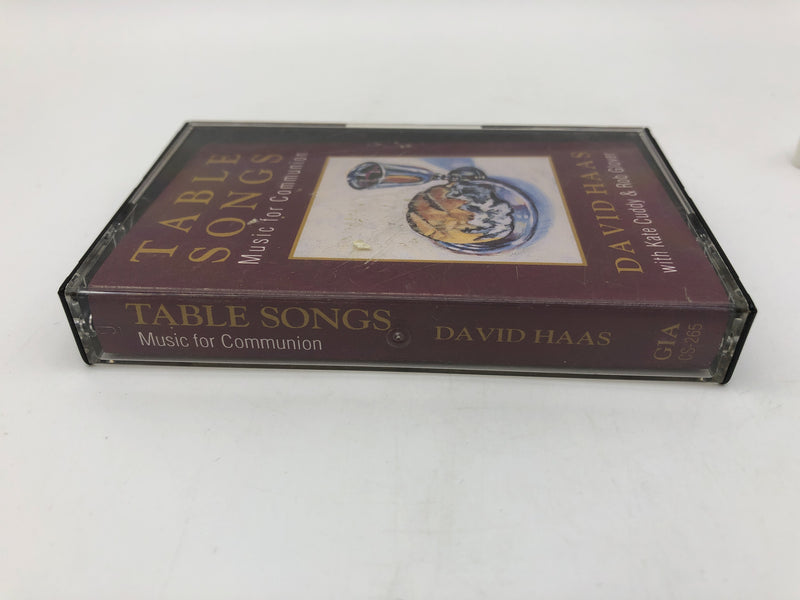 TABLE
SONGS
Music for Communion
DAVID HAAS
with Kate Cuddy & Rob Glover
TABLE SONGS
Music for Communion
DAVID HAAS
GIA
CS-265